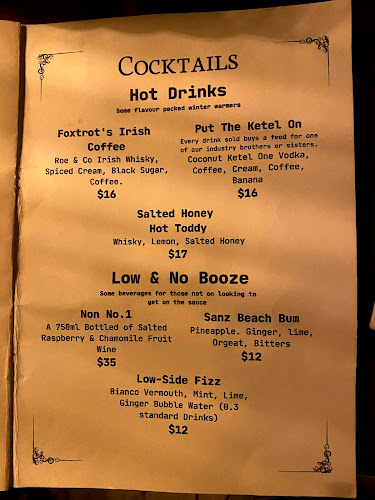 COCKTAILS
Hot Drinks
Some flavour packed winter warmers
Foxtrot's Irish
Coffee
Roe & Co Irish Whisky,
Spiced Cream, Black Sugar,
Coffee.
$16
Put The Ketel On
Every drink sold buys a feed for one
of our industry brothers or sisters.
Coconut Ketel One Vodka,
Coffee, Cream, Coffee,
Banana
$16
Salted Honey
Hot Toddy
Whisky, Lemon, Salted Honey
$17
Low & No Booze
Some beverages for those not on looking to
get on the sauce
Non No.1
A 750ml Bottled of Salted
Raspberry & Chamomile Fruit
Wine
$35
Sanz Beach Bum
Pineapple. Ginger, lime,
Orgeat, Bitters
$12
Low-Side Fizz
Bianco Vermouth, Mint, Lime,
Ginger Bubble Water (0.3
standard Drinks)
$12